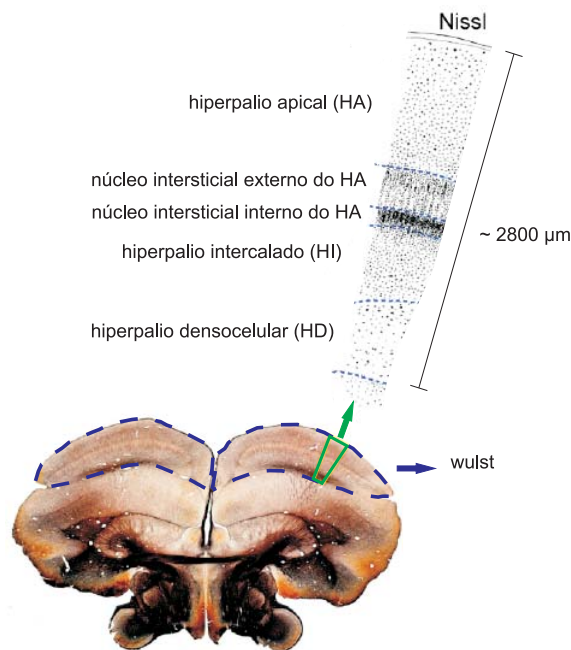 Nissl
hiperpalio apical (HA)
núcleo intersticial externo do HA
núcleo intersticial interno do HA
hiperpalio intercalado (HI)
~ 2800 µm
hiperpalio densocelular (HD)
wulst